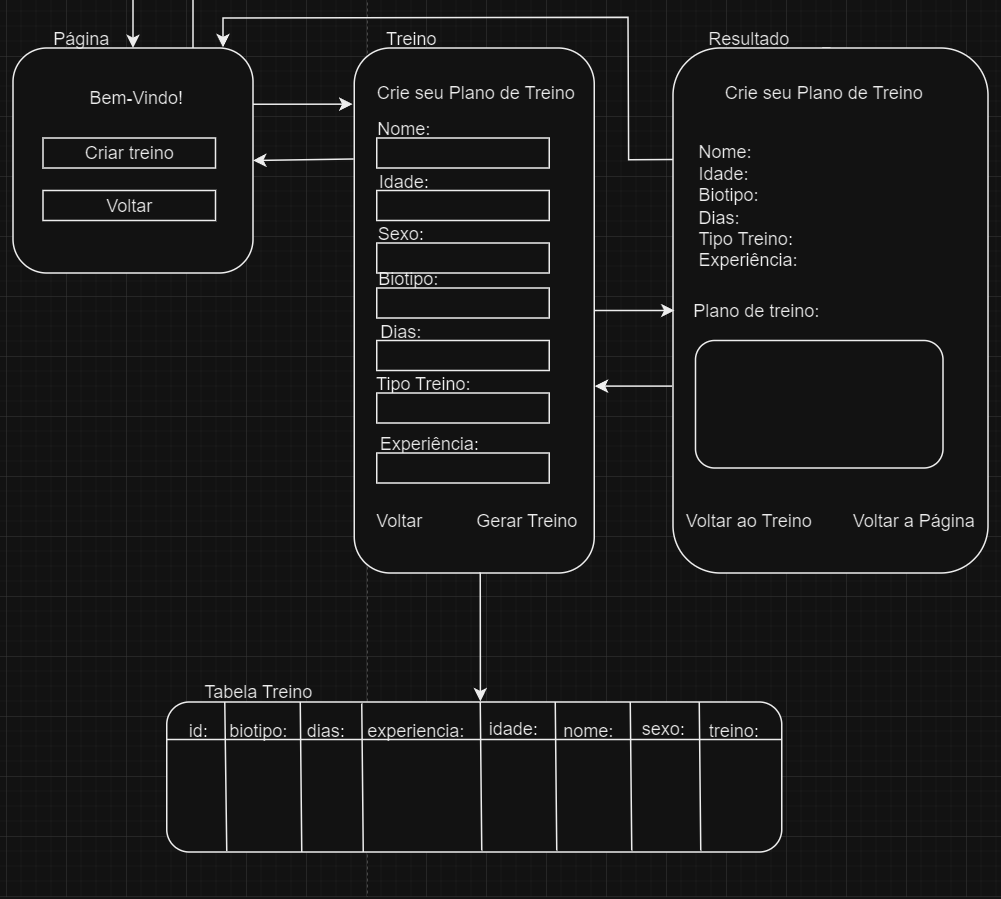 Página
Bem-Vindo!
Criar treino
Voltar
Treino
Crie seu Plano de Treino
Nome:
Idade:
Sexo:
Biotipo:
Dias:
Tipo Treino:
Experiência:
Voltar
Gerar Treino
Resultado
Crie seu Plano de Treino
Nome:
Idade:
Biotipo:
Dias:
Tipo Treino:
Experiência:
Plano de treino:
Voltar ao Treino
Voltar a Página
Tabela Treino
id: biotipo: dias: experiencia: idade: nome: sexo: treino: